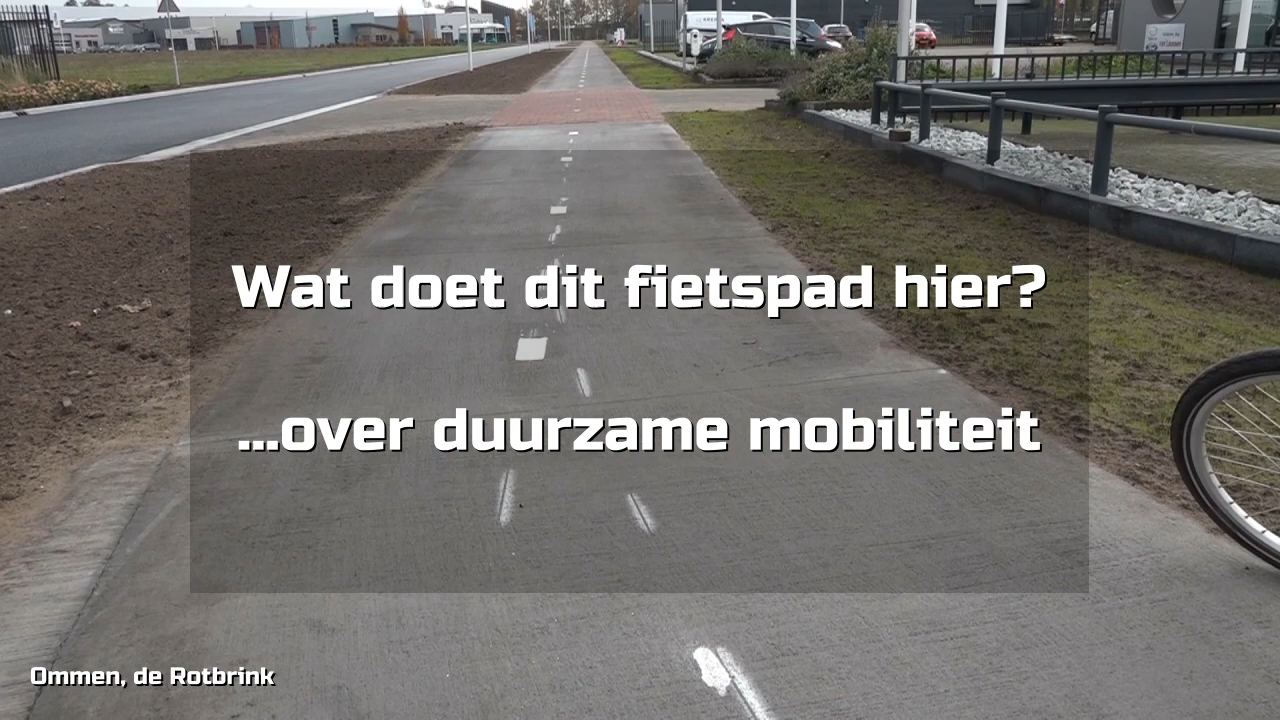 Wat doet dit fietspad hier?
...over duurzame mobiliteit
Ommen, de Rotbrink